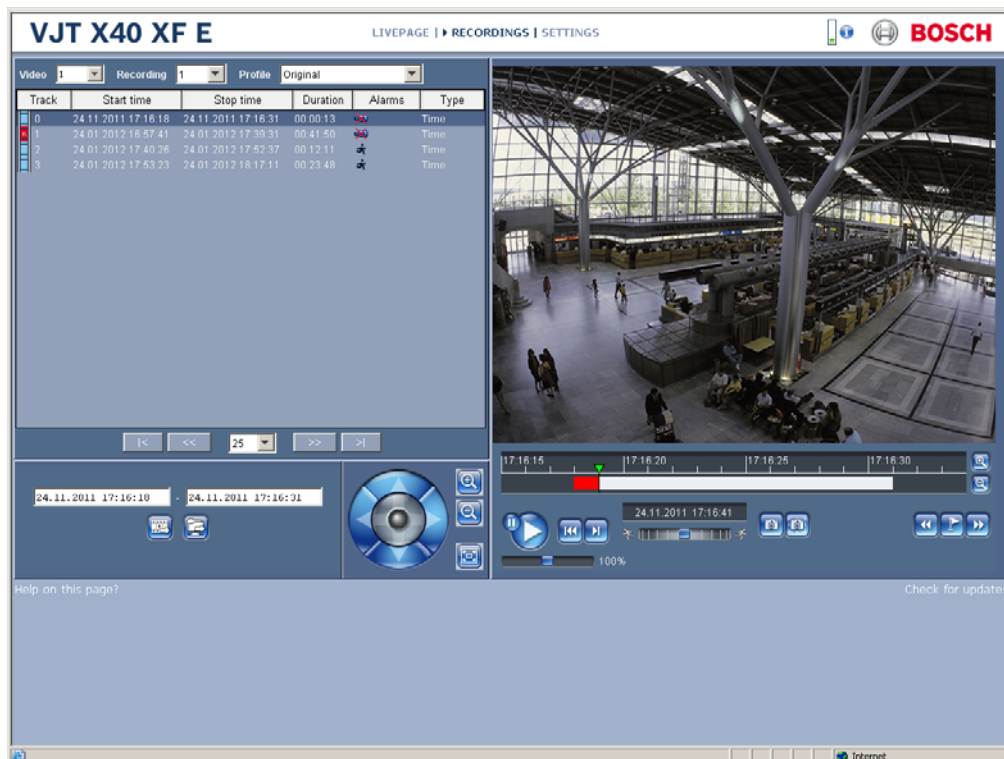 VJT X40 XF E
LIVEPAGE | RECORDINGS | SETTINGS
BOSCH
Video 1 Recording 1 Profile Original
Track Start time Stop time Duration Alarms Type
0 24.11.2011 17:16:18 24.11.2011 17:16:31 00:00:13 Time
1 24.01.2012 16:57:41 24.01.2012 17:39:31 00:41:50 Time
2 24.01.2012 17:40:26 24.01.2012 17:52:37 00:12:11 Time
3 24.01.2012 17:53:23 24.01.2012 18:17:11 00:23:48 Time
|< << 25 >> >|
24.11.2011 17:16:18 - 24.11.2011 17:16:31
17:16:15 17:16:20 17:16:25 17:16:30
24.11.2011 17:16:41
100%
Help on this page?
Check for update
Internet